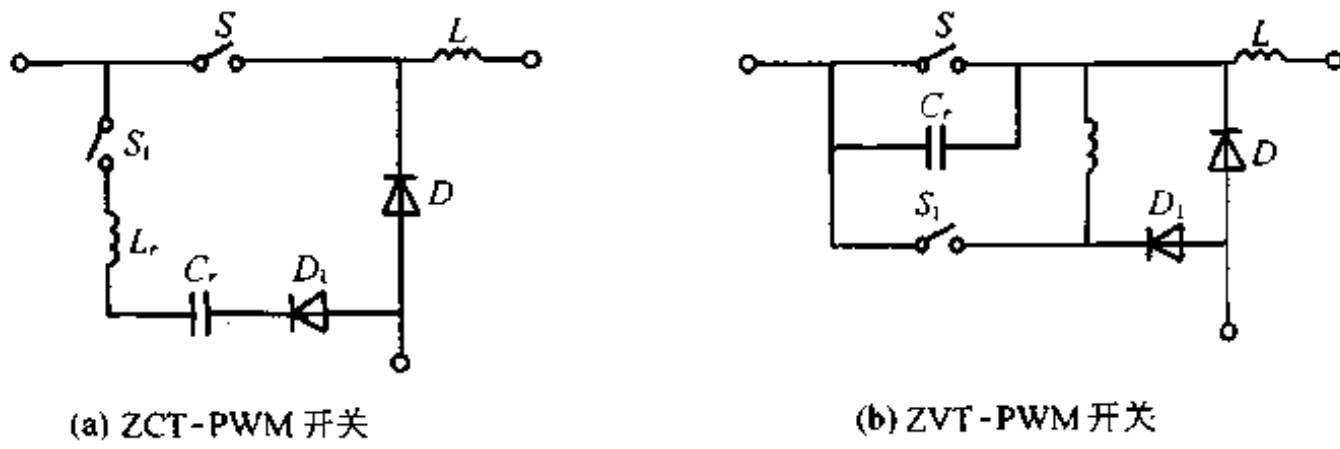 S L
S₁
D
Lᵣ
Cᵣ D₁
(a) ZCT-PWM 开关
S L
Cᵣ
D
S₁ D₁
(b) ZVT-PWM 开关